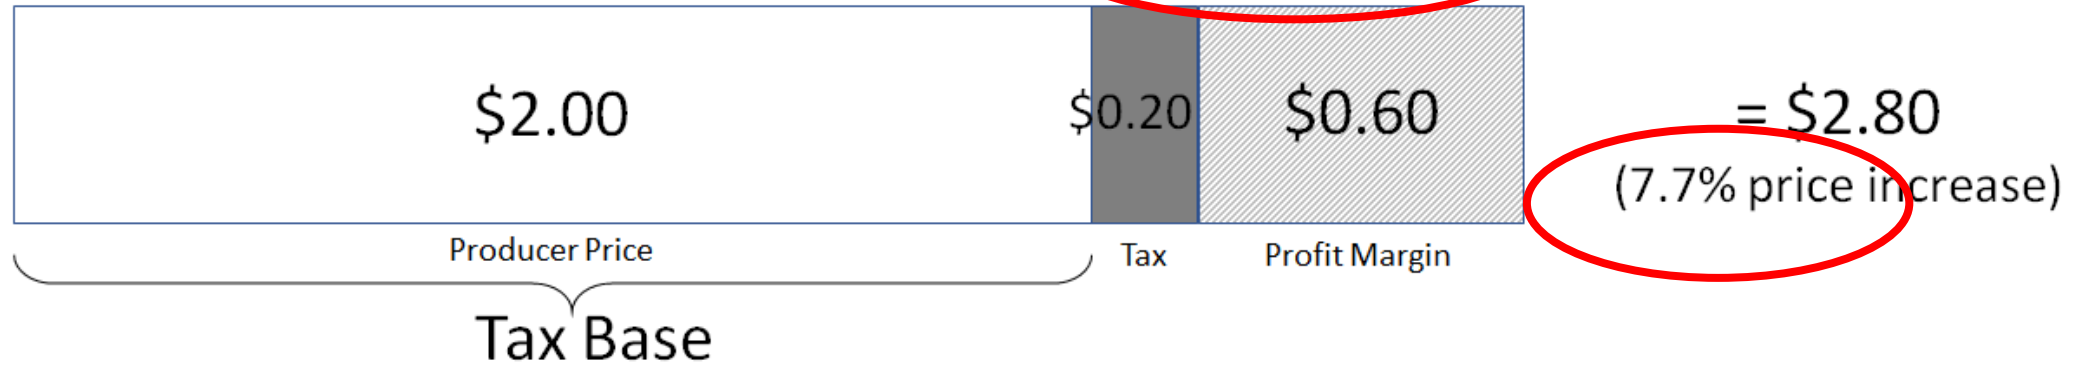 $2.00 $0.20 $0.60 = $2.80
(7.7% price increase)
Producer Price Tax Profit Margin
Tax Base